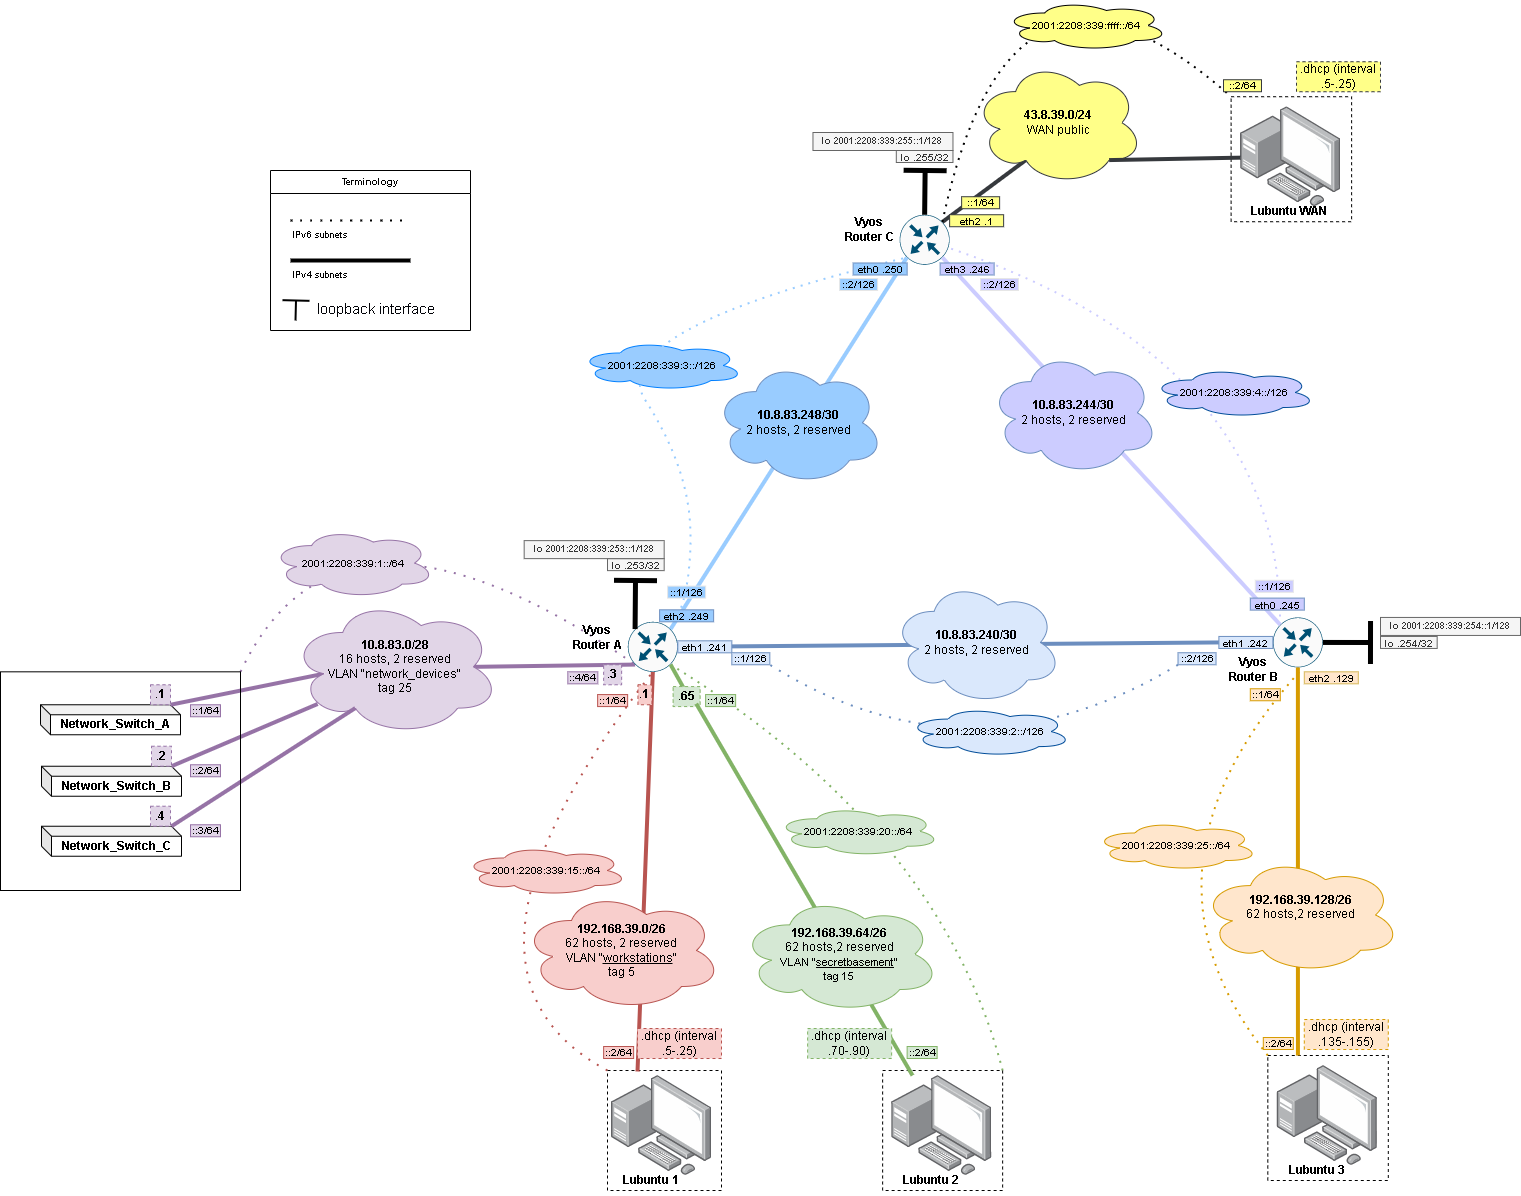 2001:2208:339:ffff::/64
.dhcp (interval
.5-.25)
::2/64
43.8.39.0/24
WAN public
lo 2001:2208:339:255::1/128
lo .255/32
Lubuntu WAN
::1/64
eth2 .1
Vyos
Router C
eth0 .250
::2/126
eth3 .246
::2/126
Terminology
IPv6 subnets
IPv4 subnets
loopback interface
2001:2208:339:3::/126
10.8.83.248/30
2 hosts, 2 reserved
10.8.83.244/30
2 hosts, 2 reserved
2001:2208:339:4::/126
2001:2208:339:1::/64
lo 2001:2208:339:253::1/128
lo .253/32
::1/126
eth2 .249
Vyos
Router A
eth1 .241
::1/126
10.8.83.240/30
2 hosts, 2 reserved
::1/126
eth0 .245
eth1 .242
::2/126
lo 2001:2208:339:254::1/128
lo .254/32
Vyos
Router B
eth2 .129
::1/64
10.8.83.0/28
16 hosts, 2 reserved
VLAN "network_devices"
tag 25
::4/64
.3
::1/64
.1
.65
::1/64
.1
::1/64
Network_Switch_A
.2
::2/64
Network_Switch_B
.4
::3/64
Network_Switch_C
2001:2208:339:2::/126
2001:2208:339:20::/64
2001:2208:339:25::/64
2001:2208:339:15::/64
192.168.39.0/26
62 hosts, 2 reserved
VLAN "workstations"
tag 5
192.168.39.64/26
62 hosts,2 reserved
VLAN "secretbasement"
tag 15
192.168.39.128/26
62 hosts,2 reserved
::2/64
.dhcp (interval
.5-.25)
.dhcp (interval
.70-.90)
::2/64
::2/64
.dhcp (interval
.135-.155)
Lubuntu 1
Lubuntu 2
Lubuntu 3